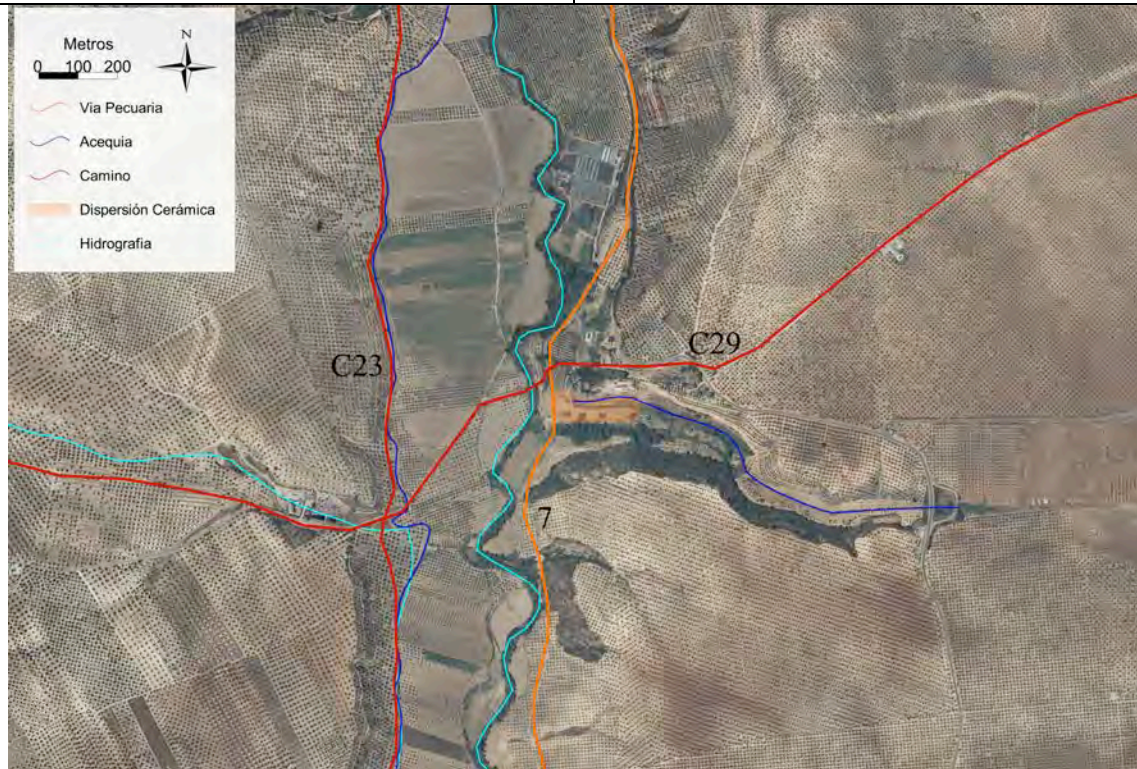 Metros
N
0 100 200
Via Pecuaria
Acequia
Camino
Dispersión Cerámica
Hidrografia
C29
C23
7